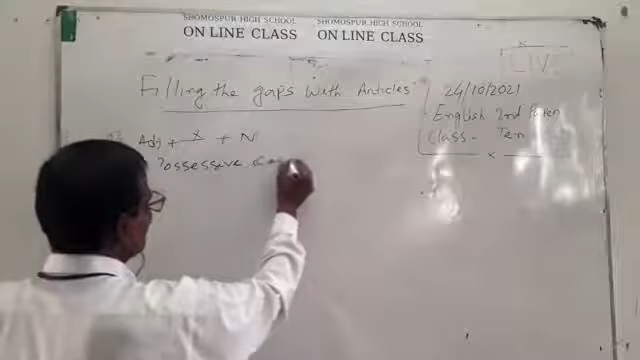 SHOMOSPUR HIGH SCHOOL SHOMOSPUR HIGH SCHOOL
ON LINE CLASS ON LINE CLASS
LIV
Filling the gaps with Articles
24/10/2021
English 2nd Paper
Class - Ten
x
Adj + x + N
Possessive